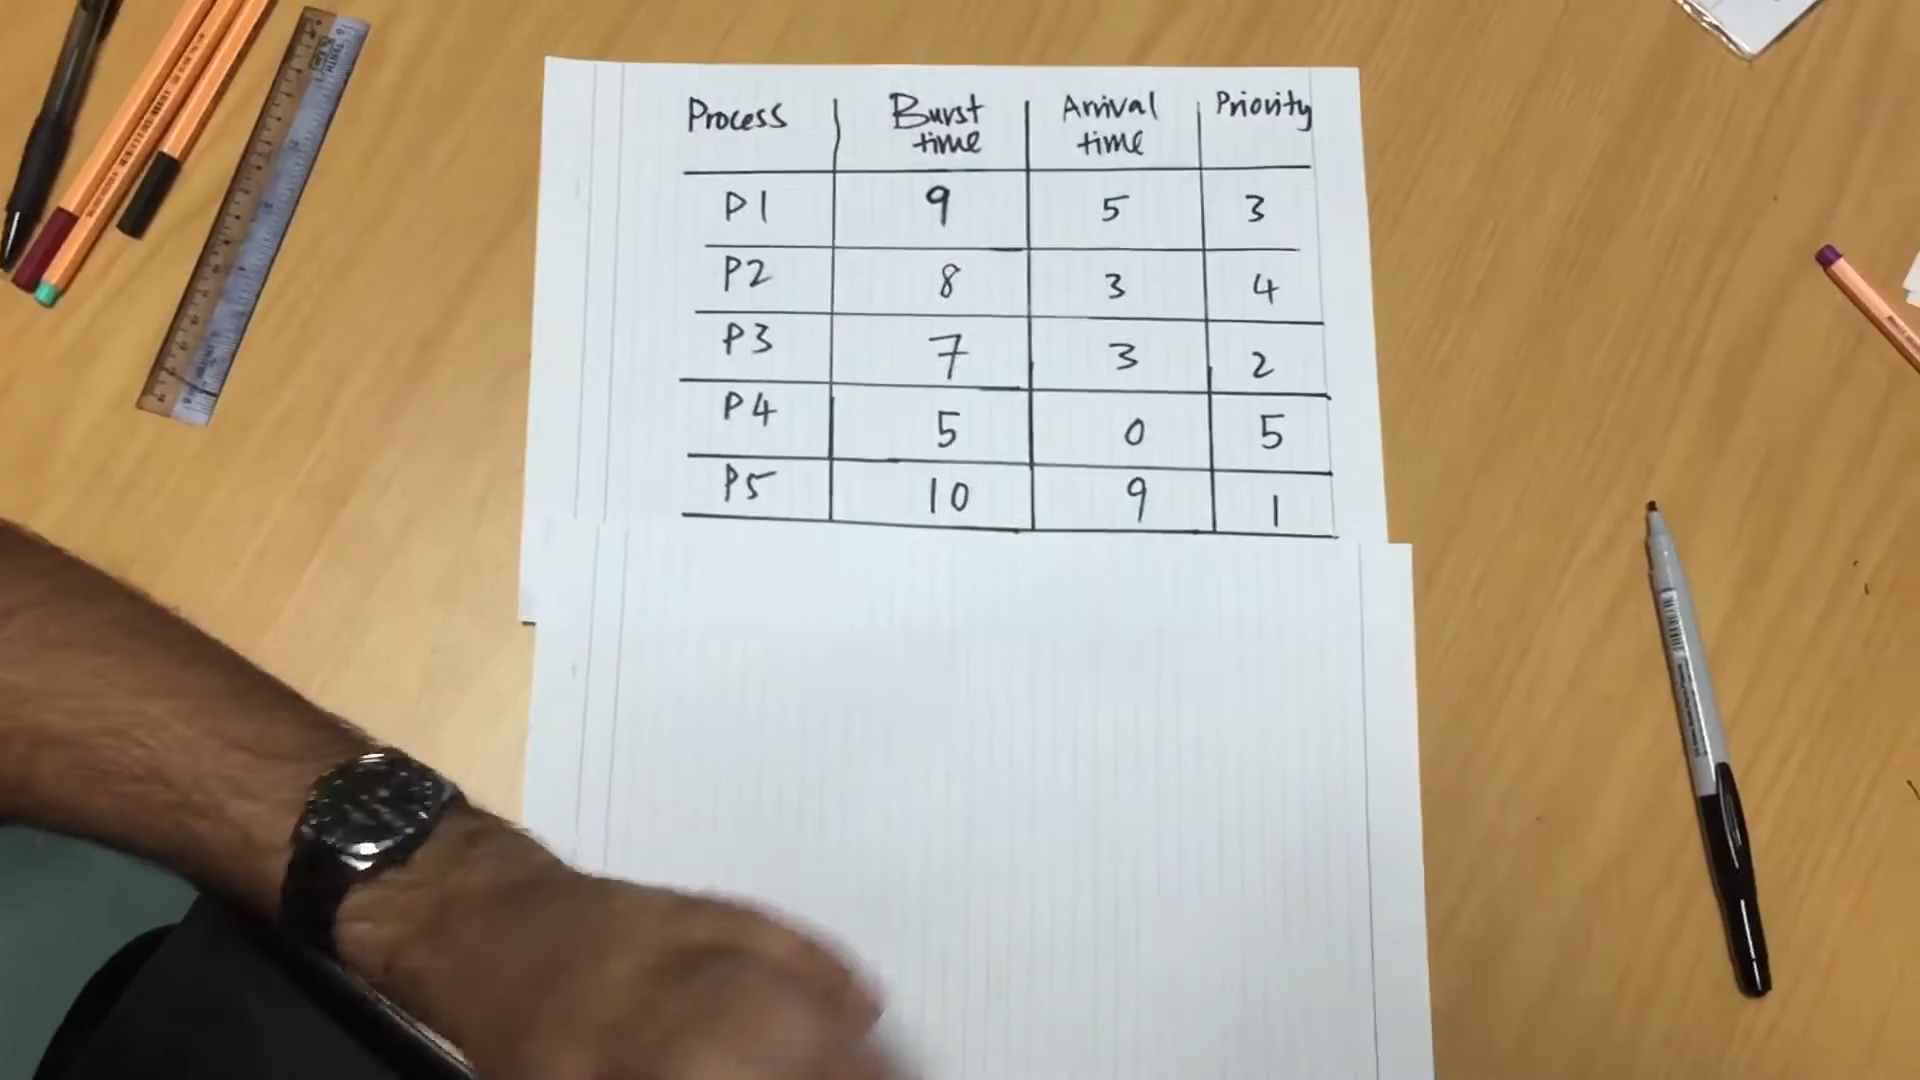 Process Burst time Arrival time Priority
P1 9 5 3
P2 8 3 4
P3 7 3 2
P4 5 0 5
P5 10 9 1